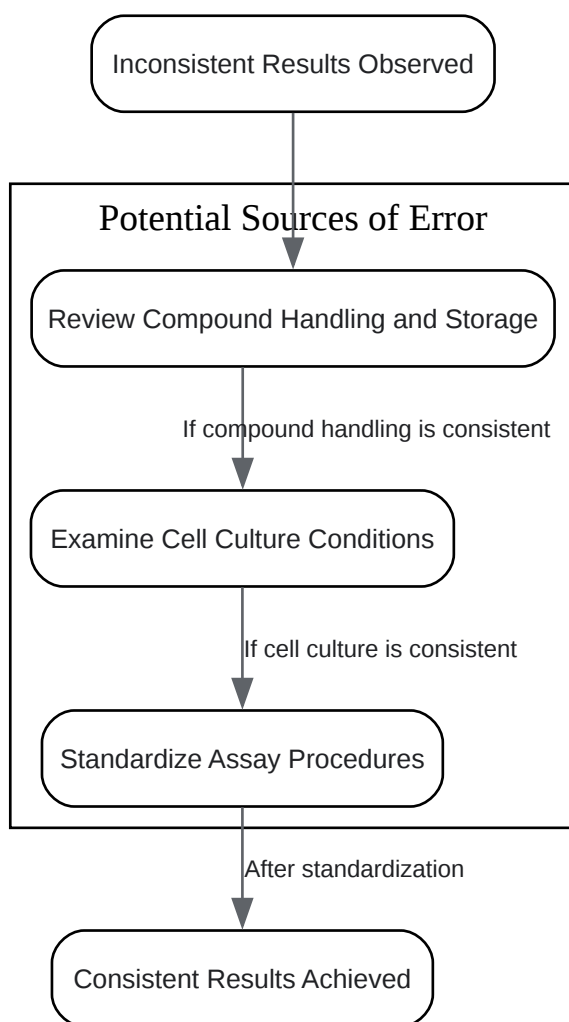 Inconsistent Results Observed
Potential Sources of Error
Review Compound Handling and Storage
If compound handling is consistent
Examine Cell Culture Conditions
If cell culture is consistent
Standardize Assay Procedures
After standardization
Consistent Results Achieved